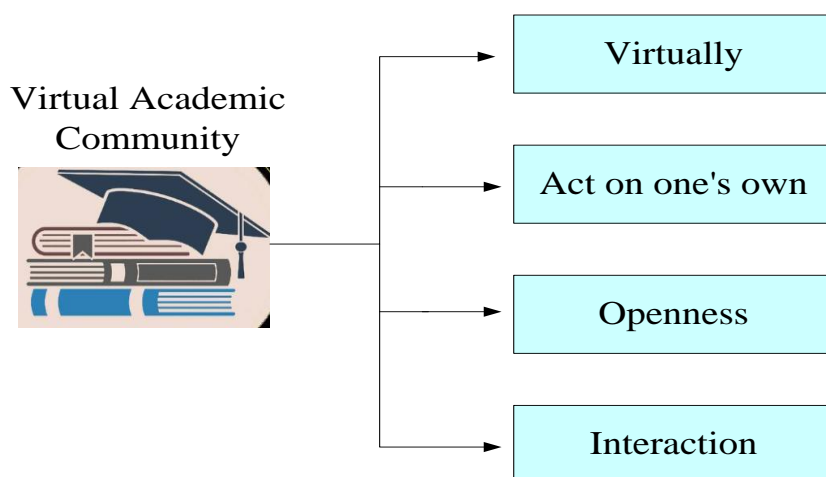 Virtual Academic
Community
Virtually
Act on one's own
Openness
Interaction